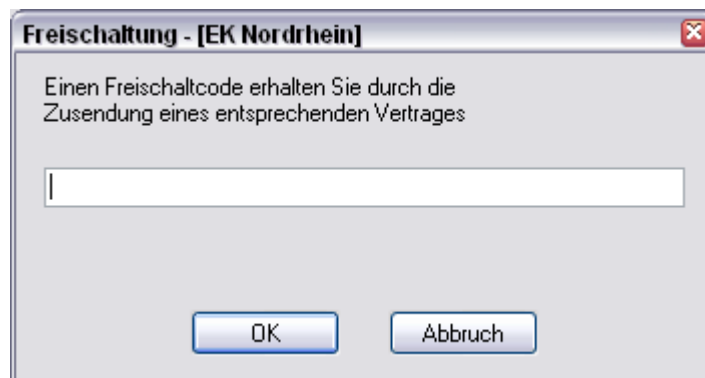 Freischaltung - [EK Nordrhein]
Einen Freischaltcode erhalten Sie durch die
Zusendung eines entsprechenden Vertrages
OK
Abbruch